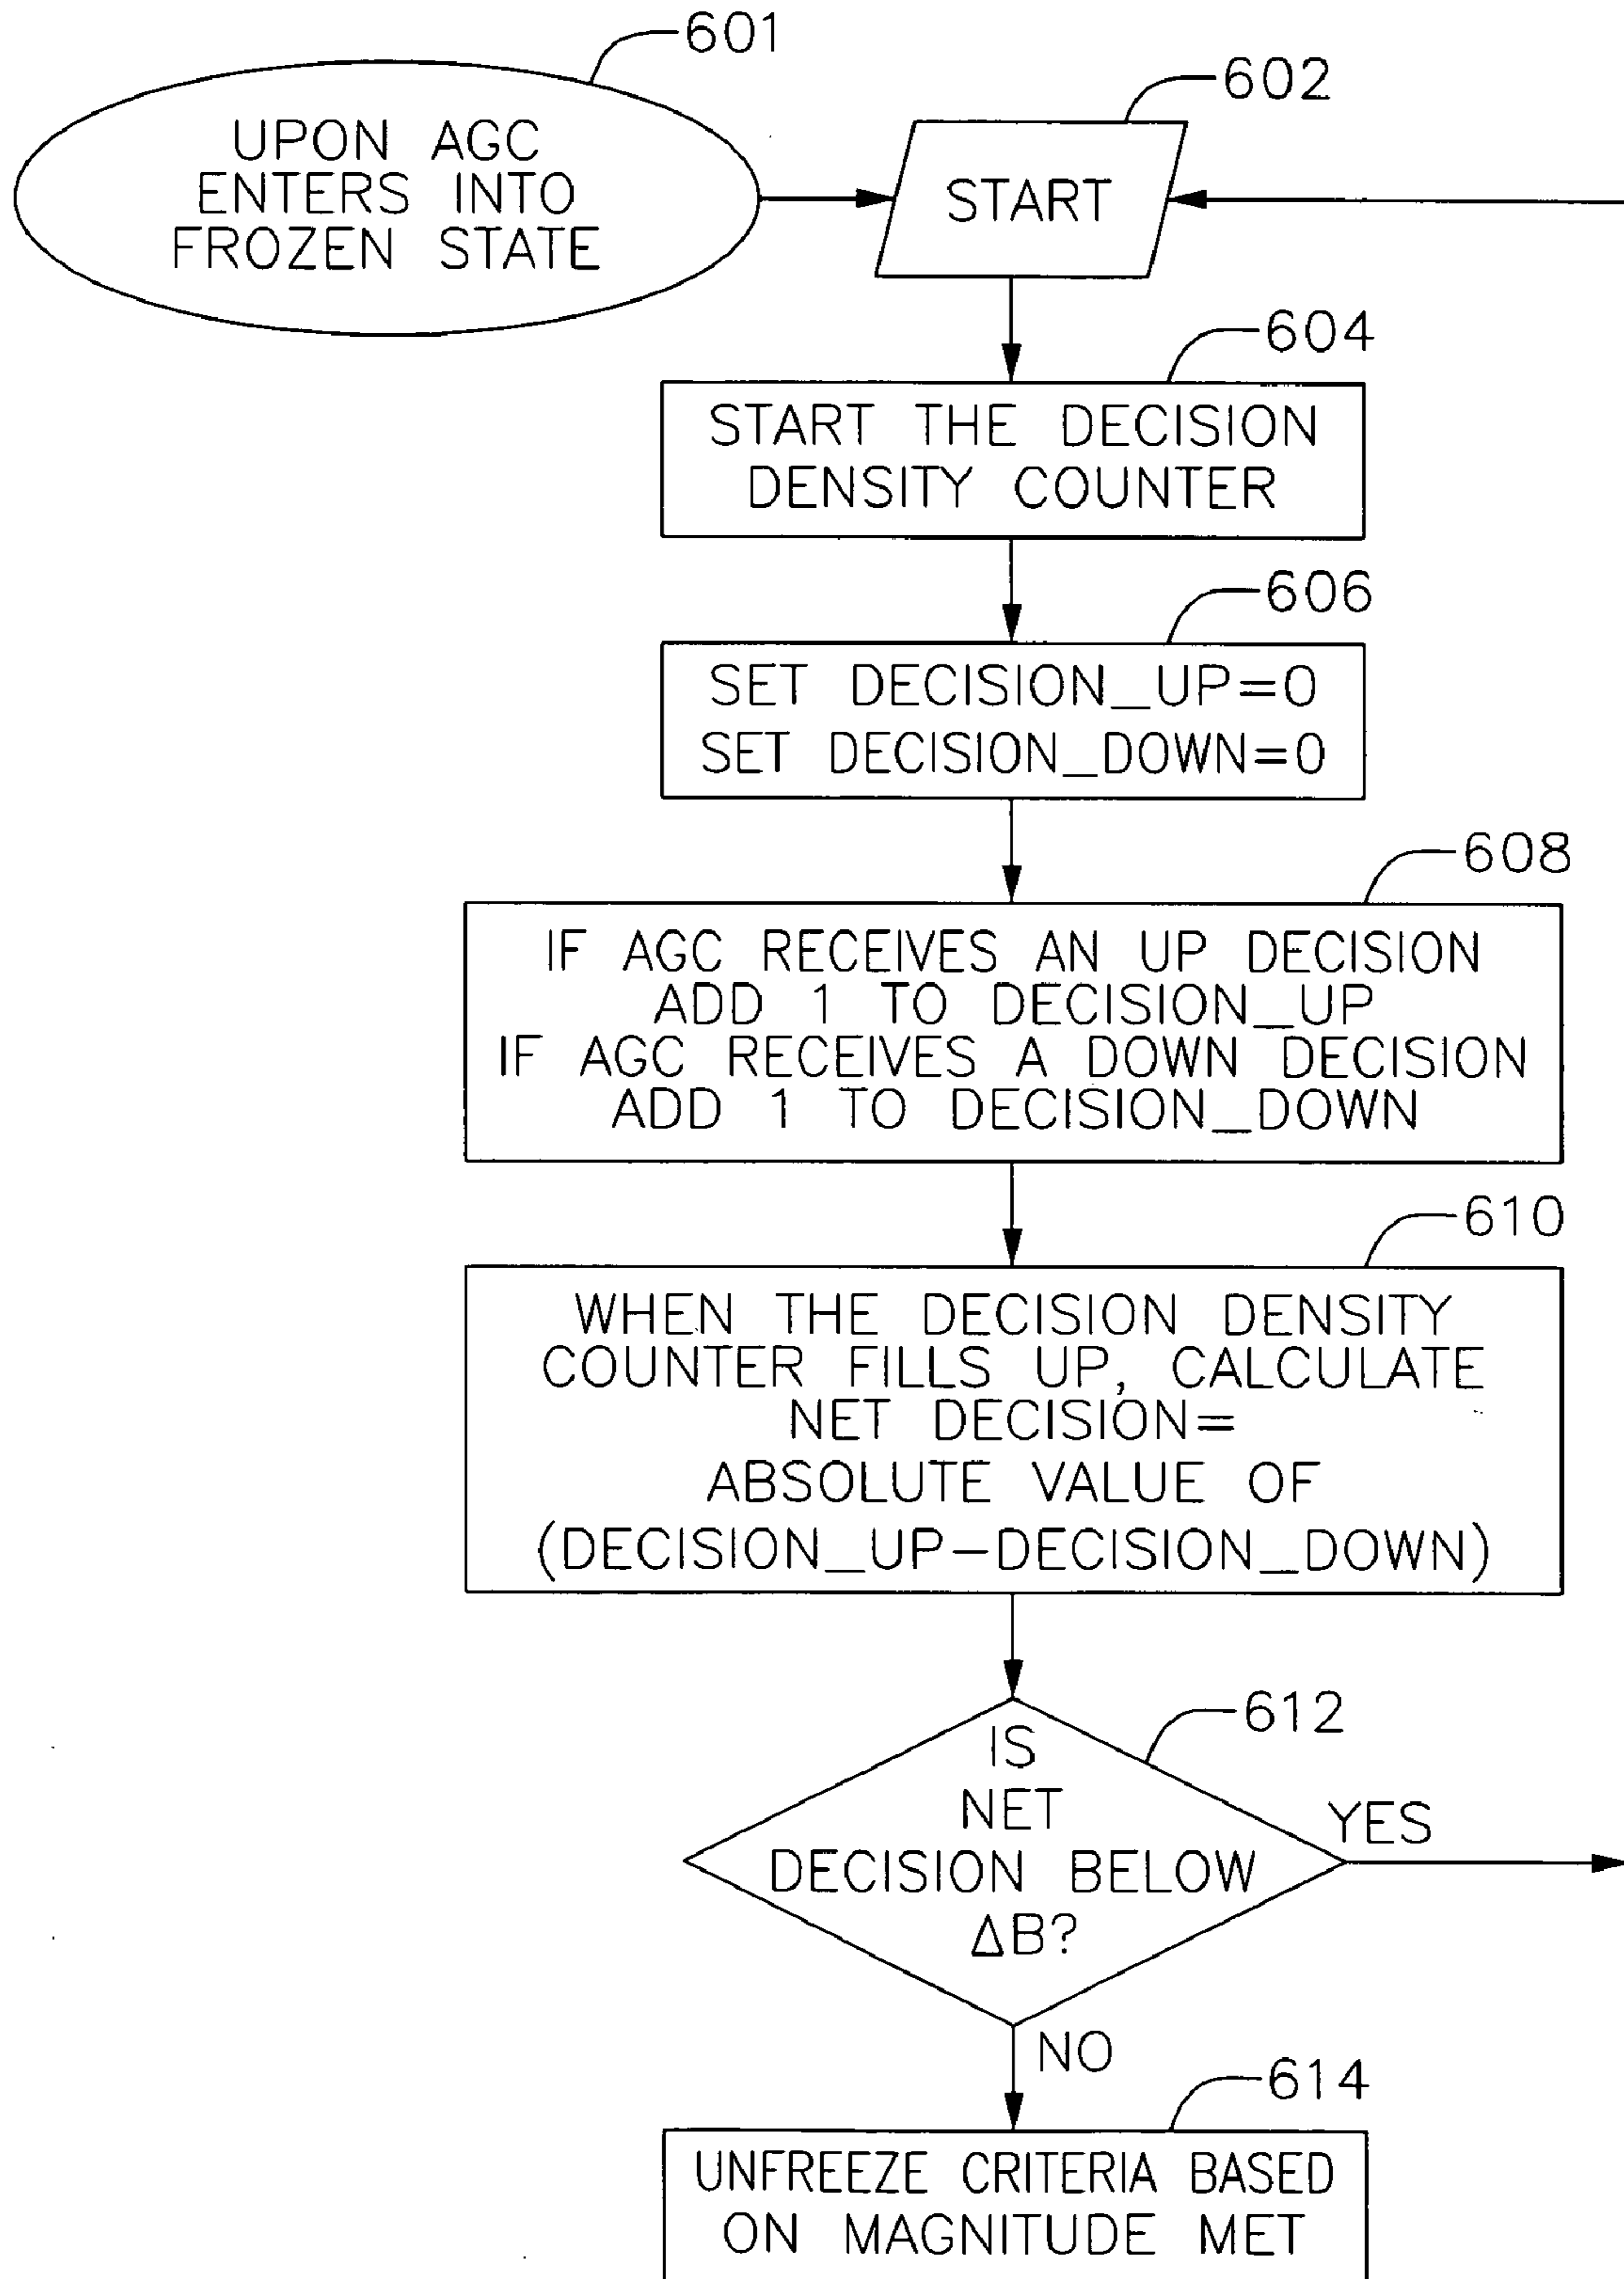 601
UPON AGC
ENTERS INTO
FROZEN STATE
602
START
604
START THE DECISION
DENSITY COUNTER
606
SET DECISION_UP=0
SET DECISION_DOWN=0
608
IF AGC RECEIVES AN UP DECISION
ADD 1 TO DECISION_UP
IF AGC RECEIVES A DOWN DECISION
ADD 1 TO DECISION_DOWN
610
WHEN THE DECISION DENSITY
COUNTER FILLS UP, CALCULATE
NET DECISION=
ABSOLUTE VALUE OF
(DECISION_UP–DECISION_DOWN)
612
IS
NET
DECISION BELOW
ΔB?
YES
NO
614
UNFREEZE CRITERIA BASED
ON MAGNITUDE MET